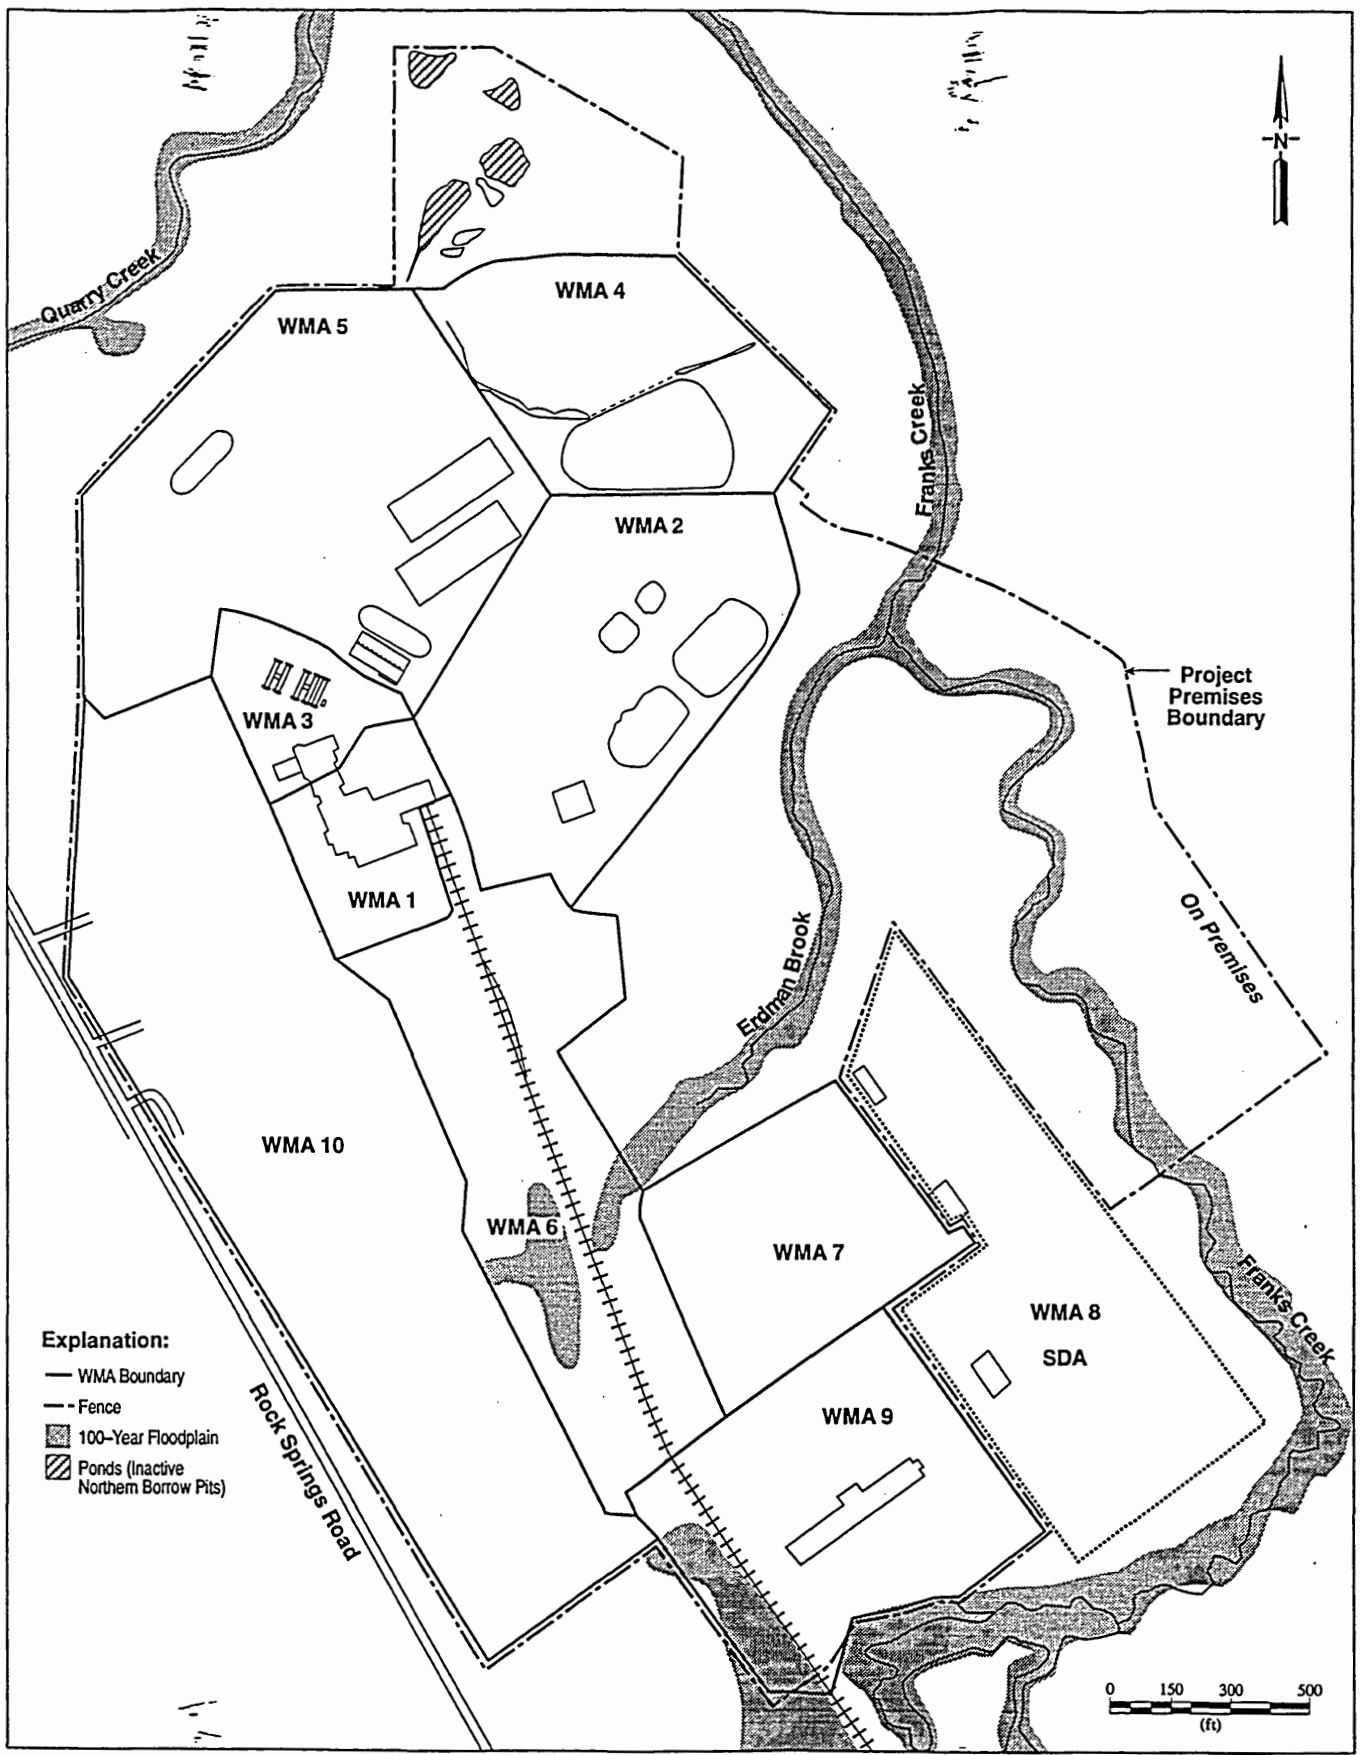 N
Quarry Creek
WMA 4
WMA 5
Franks Creek
WMA 2
Project
Premises
Boundary
WMA 3
WMA 1
On Premises
Erdman Brook
WMA 10
WMA 6
WMA 7
Franks Creek
WMA 8
SDA
Explanation:
WMA Boundary
Fence
100-Year Floodplain
Ponds (Inactive
Northern Borrow Pits)
Rock Springs Road
WMA 9
0 150 300 500
(ft)